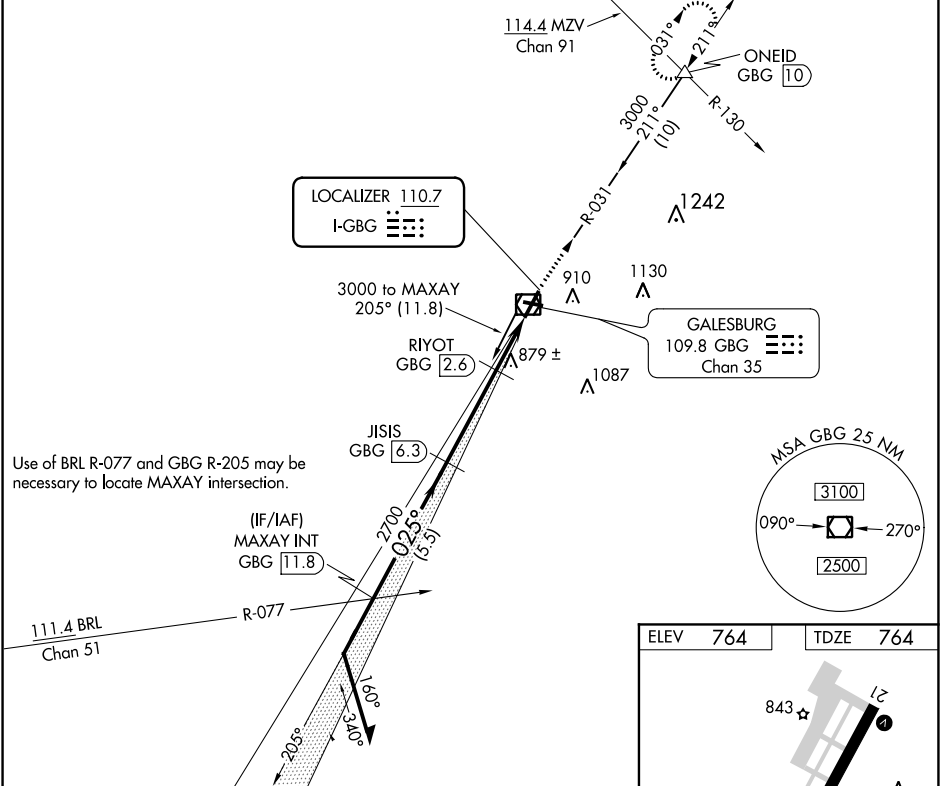 114.4 MZV
Chan 91
031°
211°
ONEID
GBG 10
3000
211°
(10)
R-130
LOCALIZER 110.7
I-GBG
R-031
1242
3000 to MAXAY
205° (11.8)
910
1130
RIYOT
GBG 2.6
879 ±
GALESBURG
109.8 GBG
Chan 35
1087
JISIS
GBG 6.3
Use of BRL R-077 and GBG R-205 may be
necessary to locate MAXAY intersection.
MSA GBG 25 NM
3100
090°
270°
2500
2700
025°
(5.5)
(IF/IAF)
MAXAY INT
GBG 11.8
R-077
111.4 BRL
Chan 51
160°
340°
205°
ELEV 764
TDZE 764
843
21
V